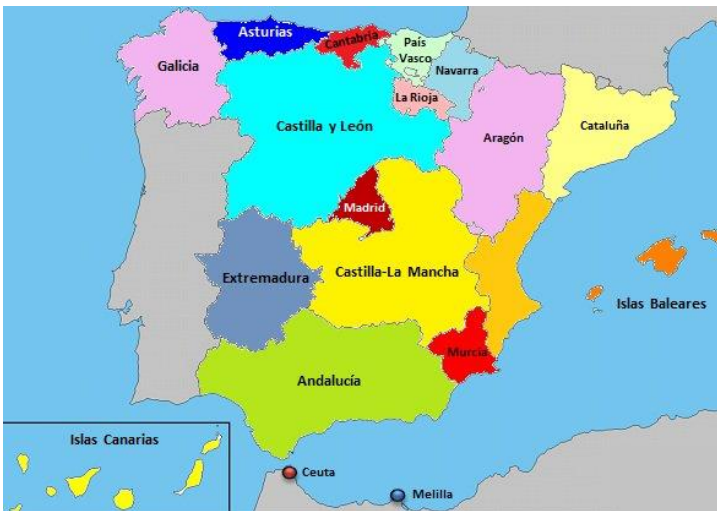 Asturias
Cantabria
País
Vasco
Navarra
Galicia
La Rioja
Castilla y León
Aragón
Cataluña
Madrid
Extremadura
Castilla-La Mancha
Islas Baleares
Murcia
Andalucía
Islas Canarias
Ceuta
Melilla